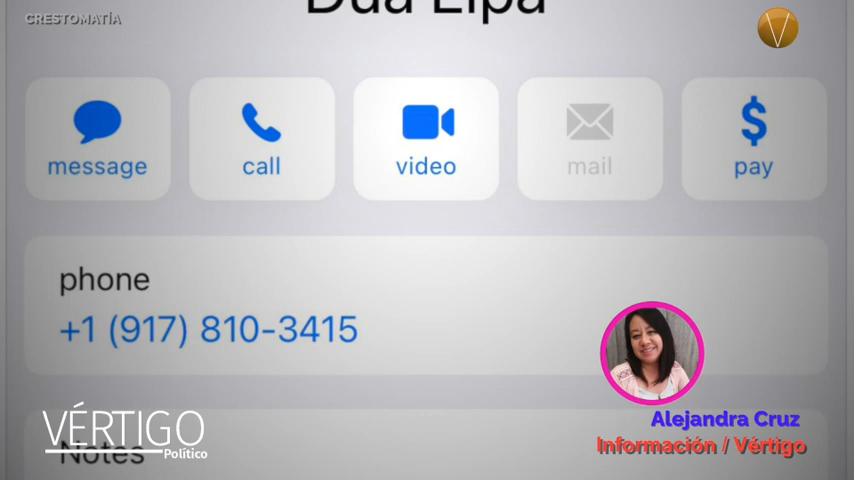 CRESTOMATÍA
Dua Lipa
V
message
call
video
mail
pay
phone
+1 (917) 810-3415
Notes
VÉRTIGO
Político
Alejandra Cruz
Información / Vértigo